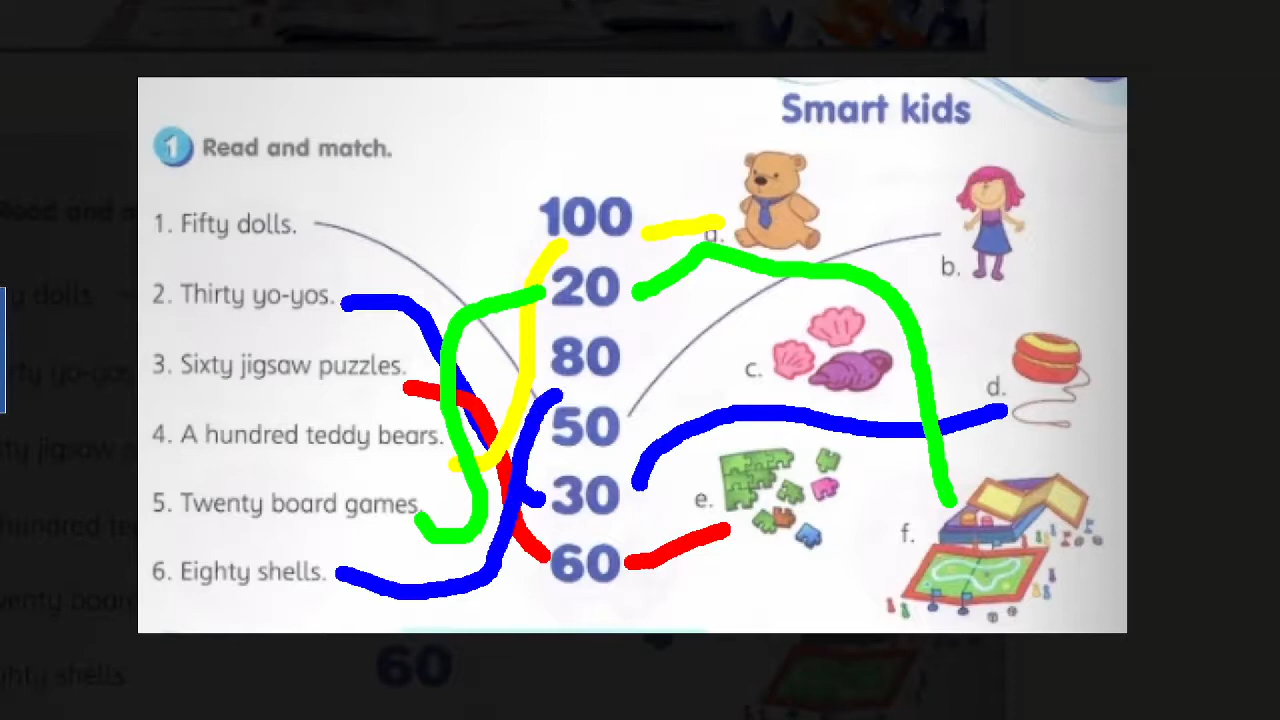 Smart kids
1 Read and match.
1. Fifty dolls.
2. Thirty yo-yos.
3. Sixty jigsaw puzzles.
4. A hundred teddy bears.
5. Twenty board games.
6. Eighty shells.
100
20
80
50
30
60
a.
b.
c.
d.
e.
f.
60